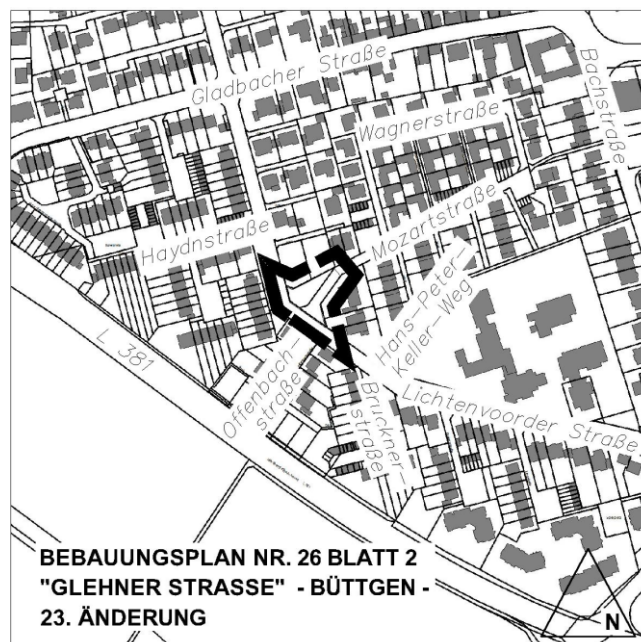 Gladbacher Straße
Bachstraße
Wagnerstraße
Mozartstraße
Haydnstraße
Hans-Peter-
Keller-Weg
L 381
Offenbach-
straße
Bruckner-
straße
Lichtenvoorder Straße
BEBAUUNGSPLAN NR. 26 BLATT 2
"GLEHNER STRASSE" - BÜTTGEN -
23. ÄNDERUNG
N